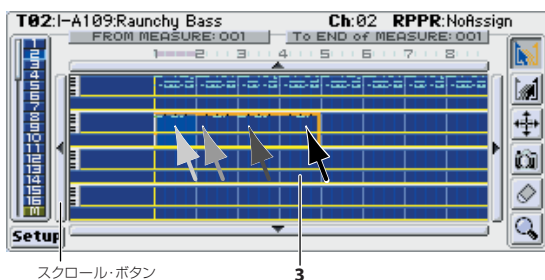 T02:I-A109:Raunchy Bass Ch:02 RPPR:NoAssign
FROM MEASURE:001 To END of MEASURE:001
1 2 3 4 5 6 7 8
1
2
3
4
5
6
7
8
9
10
11
12
13
14
15
16
M
Setup
スクロール・ボタン 3